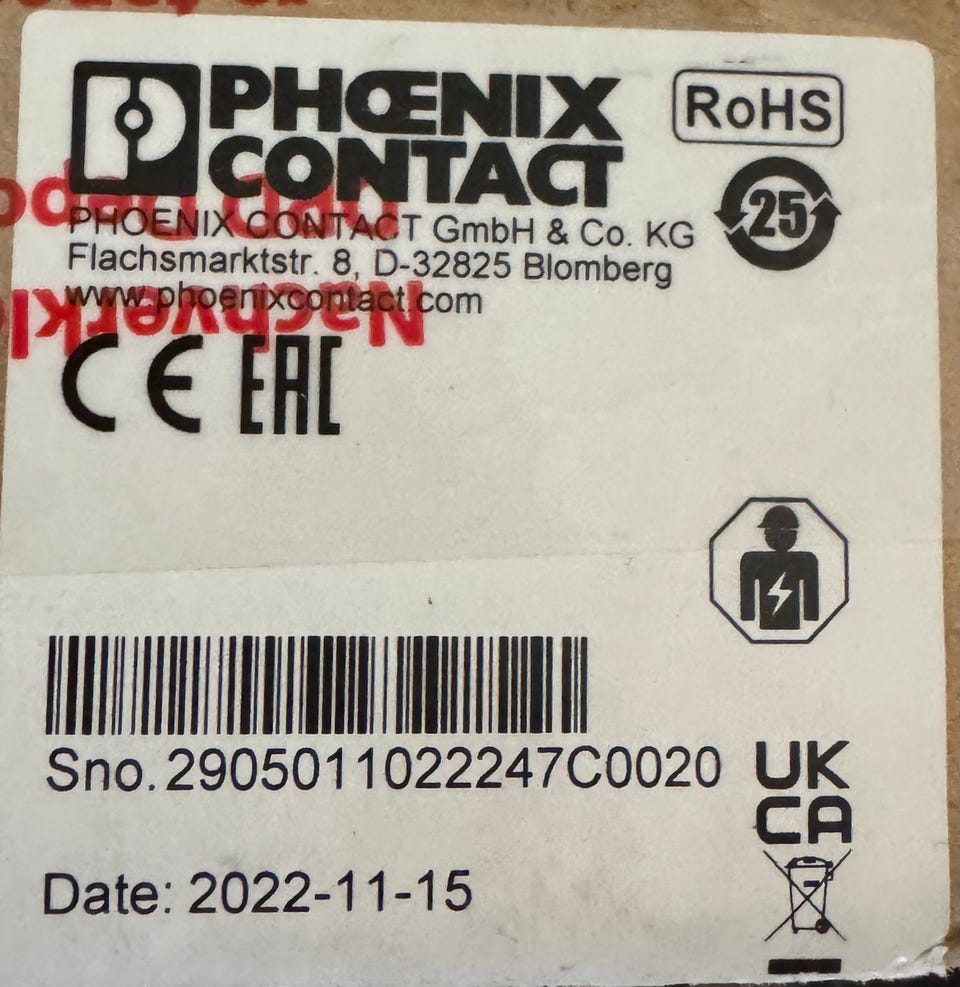 PHŒNIX
CONTACT
RoHS
25
PHOENIX CONTACT GmbH & Co. KG
Flachsmarktstr. 8, D-32825 Blomberg
www.phoenixcontact.com
CE EAC
Sno.2905011022247C0020
UK
CA
Date: 2022-11-15